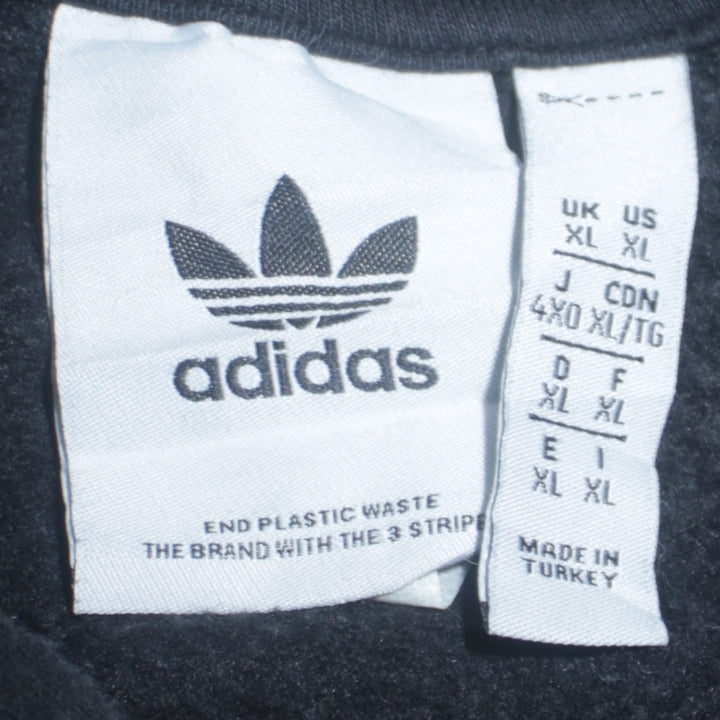 adidas
END PLASTIC WASTE
THE BRAND WITH THE 3 STRIPE
UK US
XL XL
J CDN
4XO XL/TG
D F
XL XL
E I
XL XL
MADE IN
TURKEY